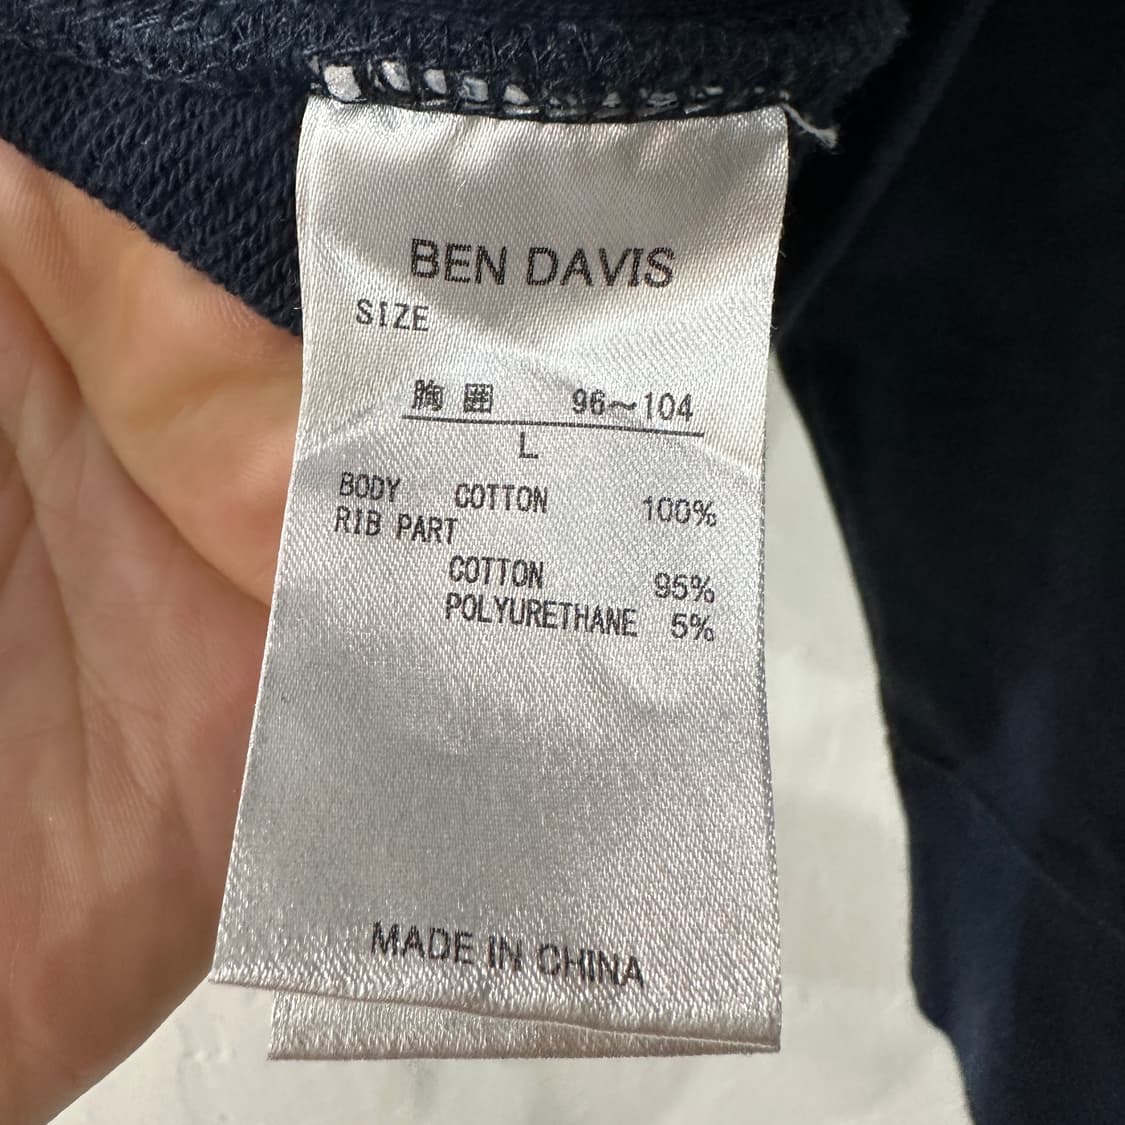 BEN DAVIS
SIZE
胸囲 96～104
L
BODY COTTON 100%
RIB PART
COTTON 95%
POLYURETHANE 5%
MADE IN CHINA